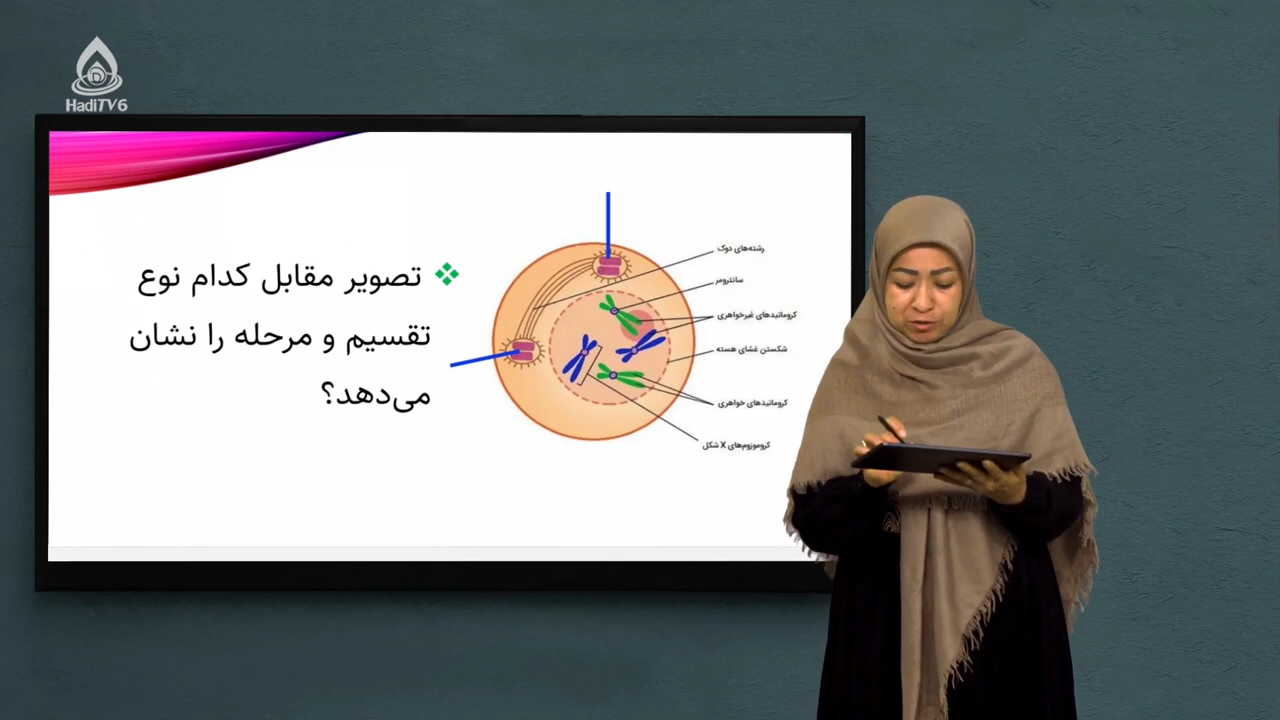 HadiTV6
تصویر مقابل کدام نوع
تقسیم و مرحله را نشان
می‌دهد؟
رشته‌های دوک
سانترومر
کروماتیدهای غیرخواهری
شکستن غشای هسته
کروماتیدهای خواهری
کروموزوم‌های X شکل